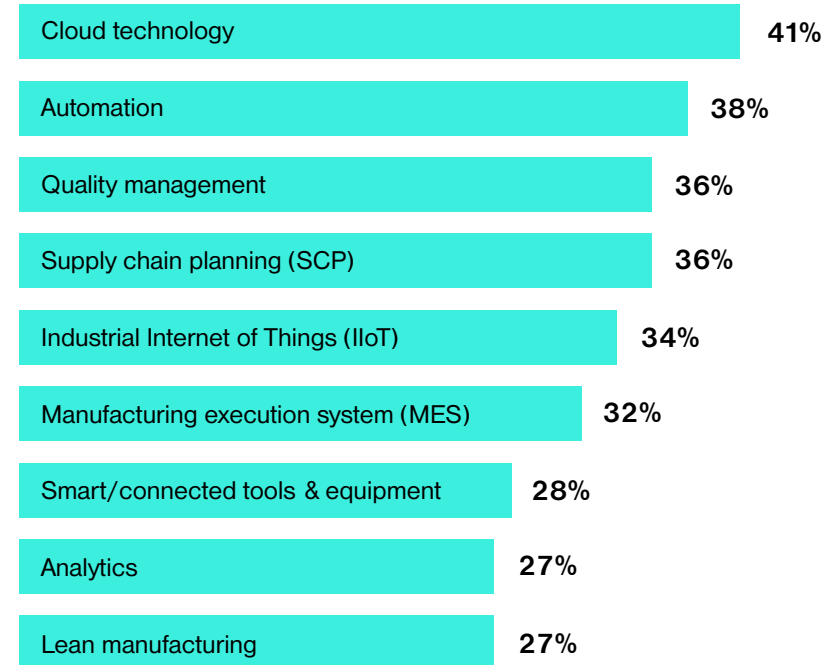 Cloud technology 41%
Automation 38%
Quality management 36%
Supply chain planning (SCP) 36%
Industrial Internet of Things (IIoT) 34%
Manufacturing execution system (MES) 32%
Smart/connected tools & equipment 28%
Analytics 27%
Lean manufacturing 27%